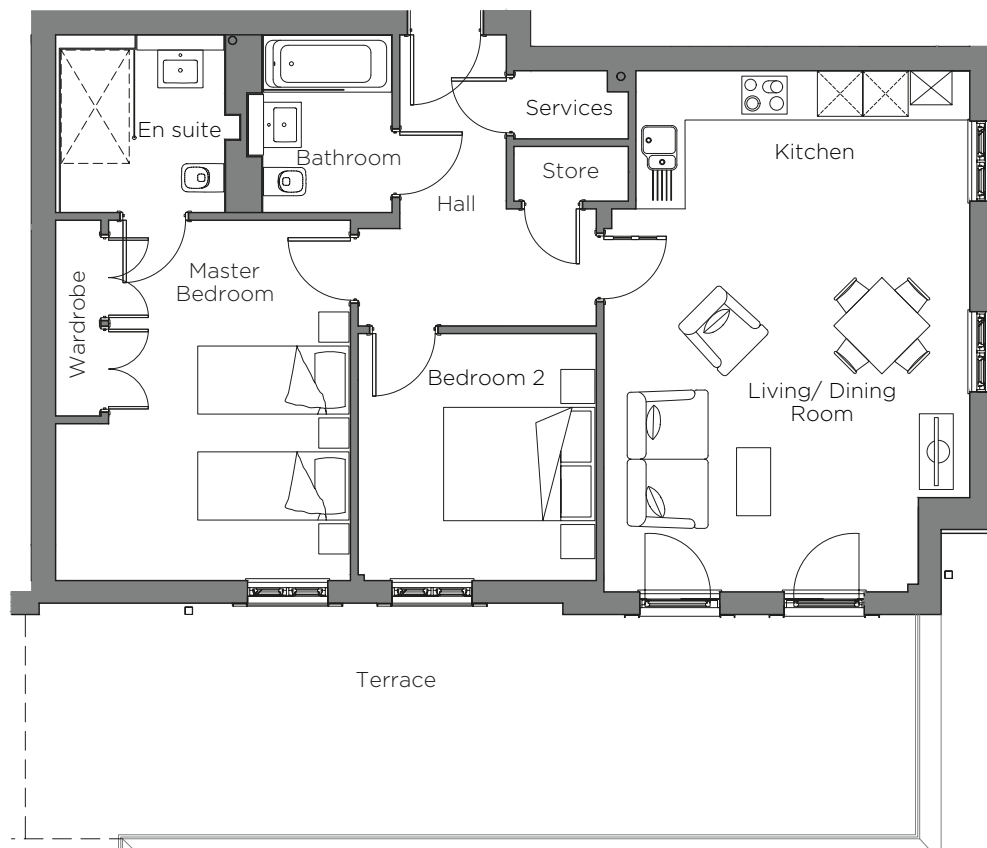 Services
En suite
Bathroom
Kitchen
Store
Hall
Master
Bedroom
Wardrobe
Bedroom 2
Living/ Dining
Room
Terrace